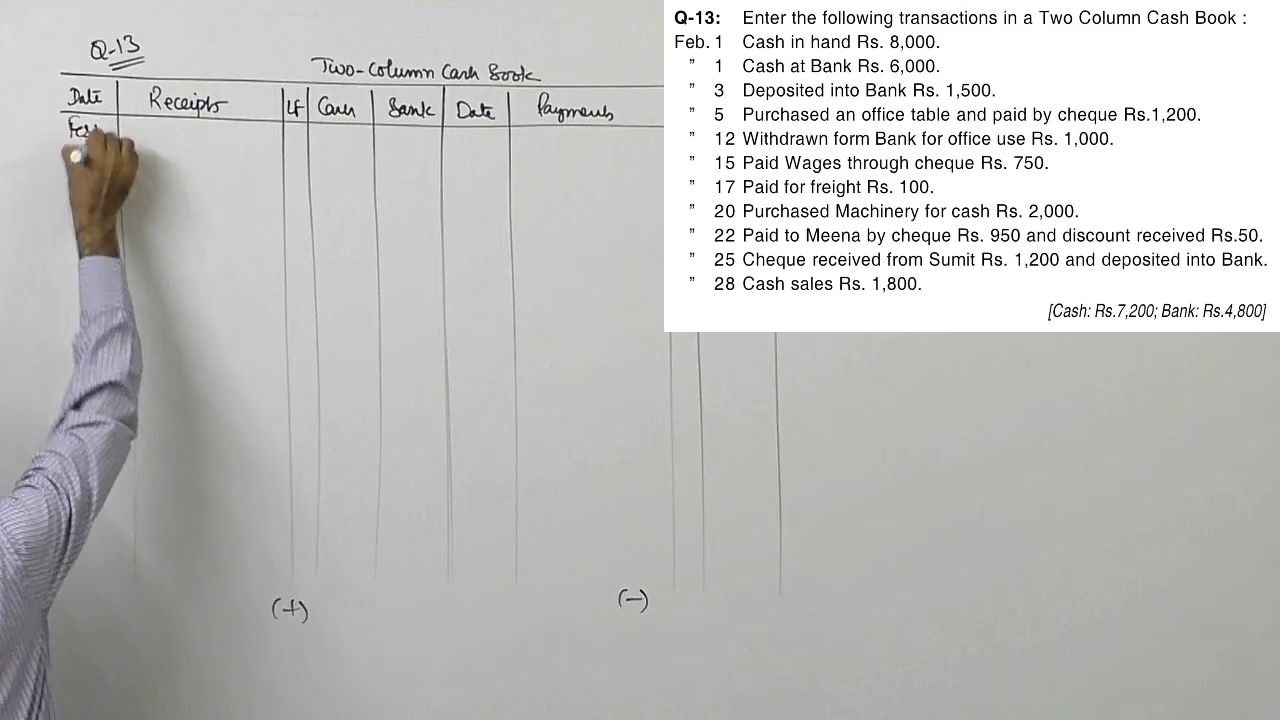 Q-13
Two-Column Cash Book
Date Receipts LF Cash Bank Date Payments
(+) (-)
Q-13: Enter the following transactions in a Two Column Cash Book :
Feb. 1 Cash in hand Rs. 8,000.
” 1 Cash at Bank Rs. 6,000.
” 3 Deposited into Bank Rs. 1,500.
” 5 Purchased an office table and paid by cheque Rs.1,200.
” 12 Withdrawn form Bank for office use Rs. 1,000.
” 15 Paid Wages through cheque Rs. 750.
” 17 Paid for freight Rs. 100.
” 20 Purchased Machinery for cash Rs. 2,000.
” 22 Paid to Meena by cheque Rs. 950 and discount received Rs.50.
” 25 Cheque received from Sumit Rs. 1,200 and deposited into Bank.
” 28 Cash sales Rs. 1,800.
[Cash: Rs.7,200; Bank: Rs.4,800]